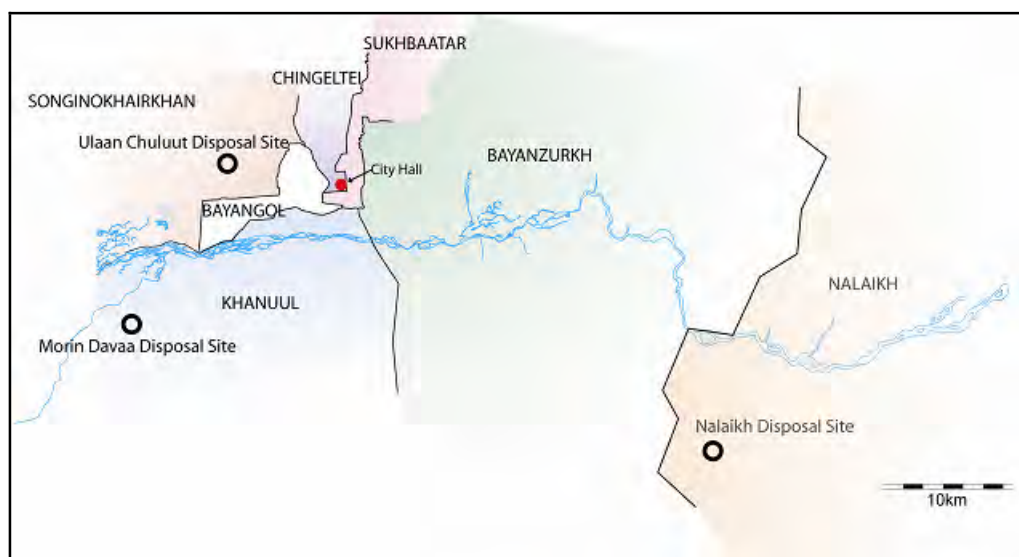 SUKHBAATAR
CHINGELTEI
SONGINOKHAIRKHAN
Ulaan Chuluut Disposal Site
BAYANZURKH
City Hall
BAYANGOL
NALAIKH
KHANUUL
Morin Davaa Disposal Site
Nalaikh Disposal Site
10km